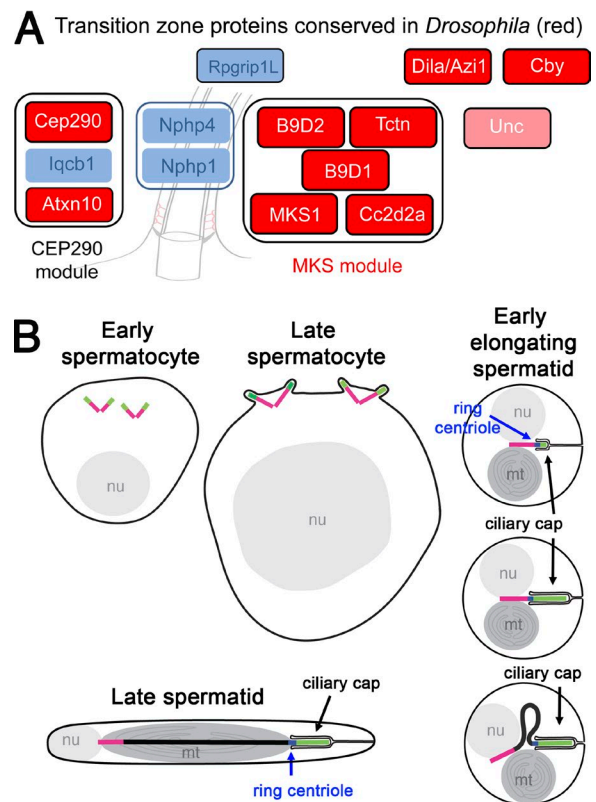 A Transition zone proteins conserved in Drosophila (red)
Rpgrip1L
Dila/Azi1 Cby
Cep290
Iqcb1
Atxn10
CEP290
module
Nphp4
Nphp1
B9D2 Tctn
B9D1
MKS1 Cc2d2a
MKS module
Unc
B
Early
spermatocyte
nu
Late
spermatocyte
nu
Early
elongating
spermatid
nu
ring
centriole
mt
ciliary cap
nu
mt
ciliary cap
nu
mt
Late spermatid
ciliary cap
nu
mt
ring centriole